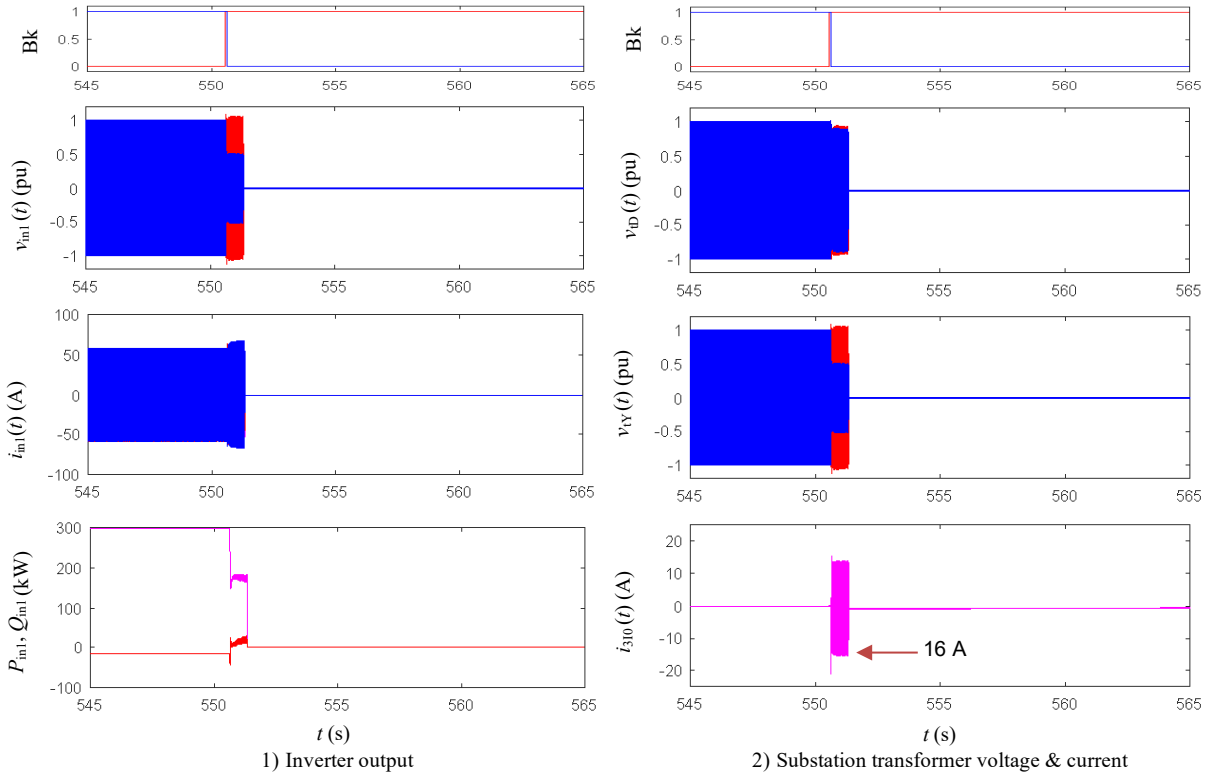 Bk
1
0.5
0
545 550 555 560 565
v_in1(t) (pu)
1
0.5
0
-0.5
-1
545 550 555 560 565
i_in1(t) (A)
100
50
0
-50
-100
545 550 555 560 565
P_in1, Q_in1 (kW)
300
200
100
0
-100
545 550 555 560 565
t (s)
1) Inverter output
Bk
1
0.5
0
545 550 555 560 565
v_tD(t) (pu)
1
0.5
0
-0.5
-1
545 550 555 560 565
v_tY(t) (pu)
1
0.5
0
-0.5
-1
545 550 555 560 565
i_3I0(t) (A)
20
10
0
-10
-20
16 A
545 550 555 560 565
t (s)
2) Substation transformer voltage & current